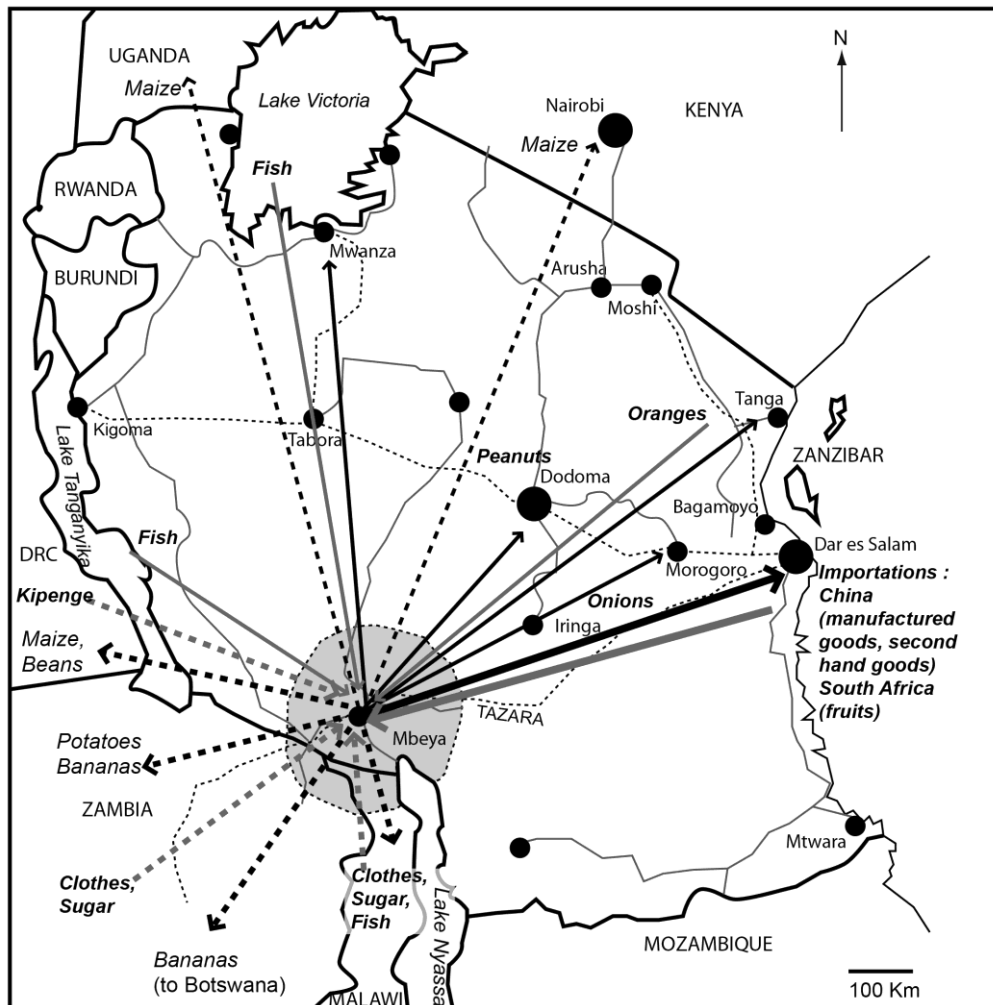 UGANDA
Maize
Lake Victoria
N
Nairobi
KENYA
Maize
Fish
RWANDA
Mwanza
BURUNDI
Arusha
Moshi
Kigoma
Tabora
Oranges
Tanga
Lake Tanganyika
Peanuts
Dodoma
ZANZIBAR
Bagamoyo
Fish
DRC
Dar es Salam
Morogoro
Kipenge
Onions
Iringa
Importations :
China
(manufactured
goods, second
hand goods)
South Africa
(fruits)
Maize,
Beans
TAZARA
Mbeya
Potatoes
Bananas
ZAMBIA
Mtwara
Clothes,
Sugar
Clothes,
Sugar,
Fish
Lake Nyassa
Bananas
(to Botswana)
MOZAMBIQUE
MALAWI
100 Km